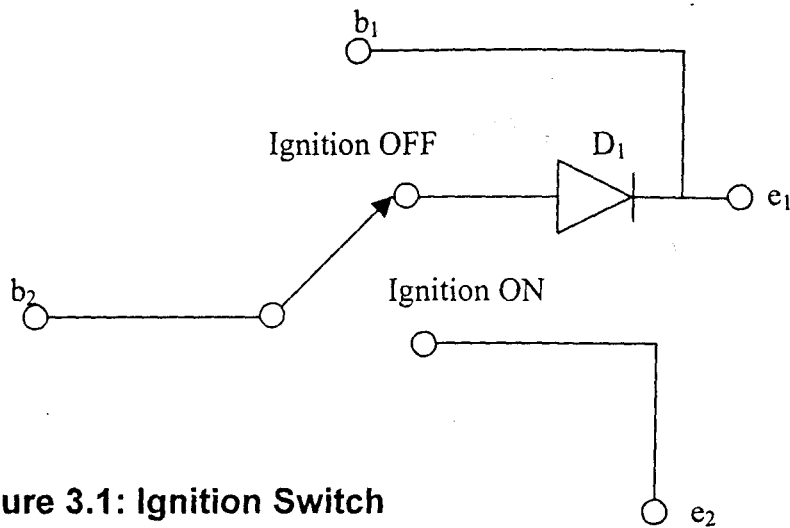 b₁
Ignition OFF
D₁
e₁
b₂
Ignition ON
ure 3.1: Ignition Switch
e₂